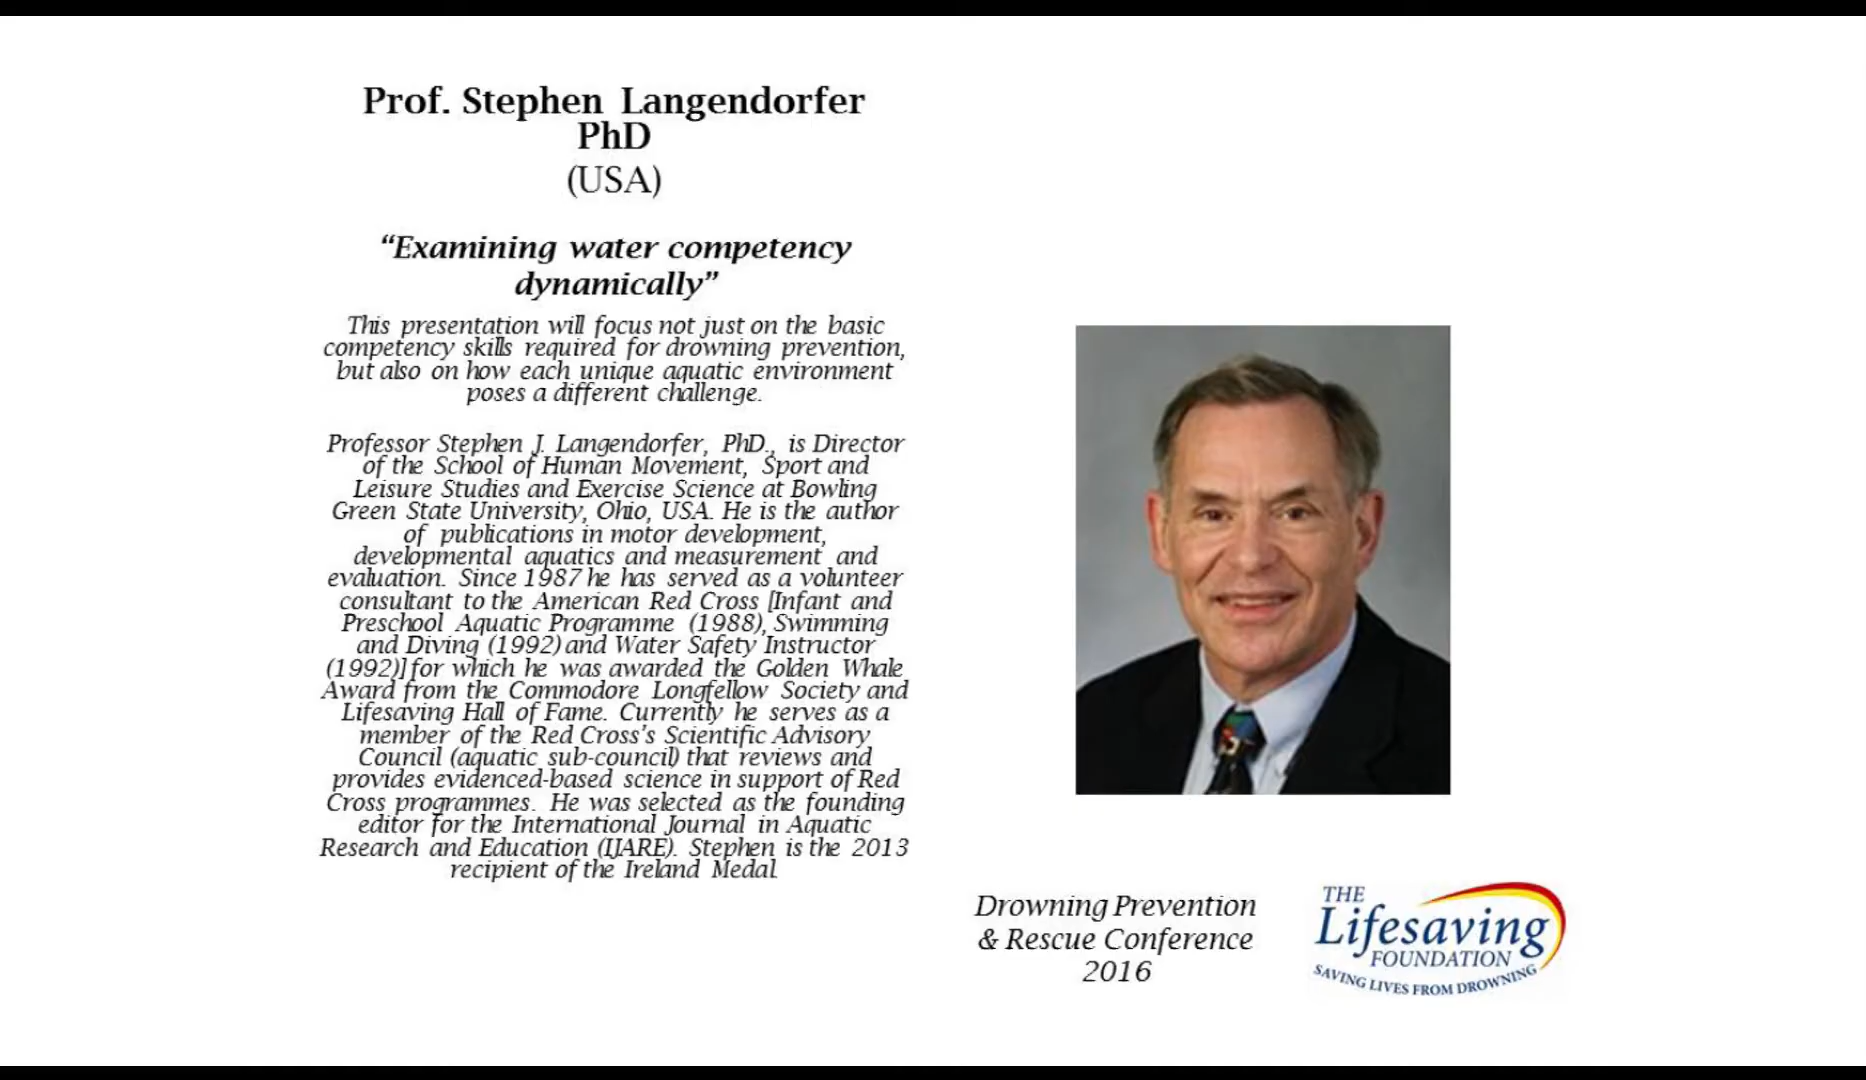 Prof. Stephen Langendorfer
PhD
(USA)
“Examining water competency
dynamically”
This presentation will focus not just on the basic
competency skills required for drowning prevention,
but also on how each unique aquatic environment
poses a different challenge.
Professor Stephen J. Langendorfer, PhD., is Director
of the School of Human Movement, Sport and
Leisure Studies and Exercise Science at Bowling
Green State University, Ohio, USA. He is the author
of publications in motor development,
developmental aquatics and measurement and
evaluation. Since 1987 he has served as a volunteer
consultant to the American Red Cross [Infant and
Preschool Aquatic Programme (1988), Swimming
and Diving (1992) and Water Safety Instructor
(1992)] for which he was awarded the Golden Whale
Award from the Commodore Longfellow Society and
Lifesaving Hall of Fame. Currently he serves as a
member of the Red Cross’s Scientific Advisory
Council (aquatic sub-council) that reviews and
provides evidenced-based science in support of Red
Cross programmes. He was selected as the founding
editor for the International Journal in Aquatic
Research and Education (IJARE). Stephen is the 2013
recipient of the Ireland Medal.
Drowning Prevention
& Rescue Conference
2016
THE
Lifesaving
FOUNDATION
SAVING LIVES FROM DROWNING